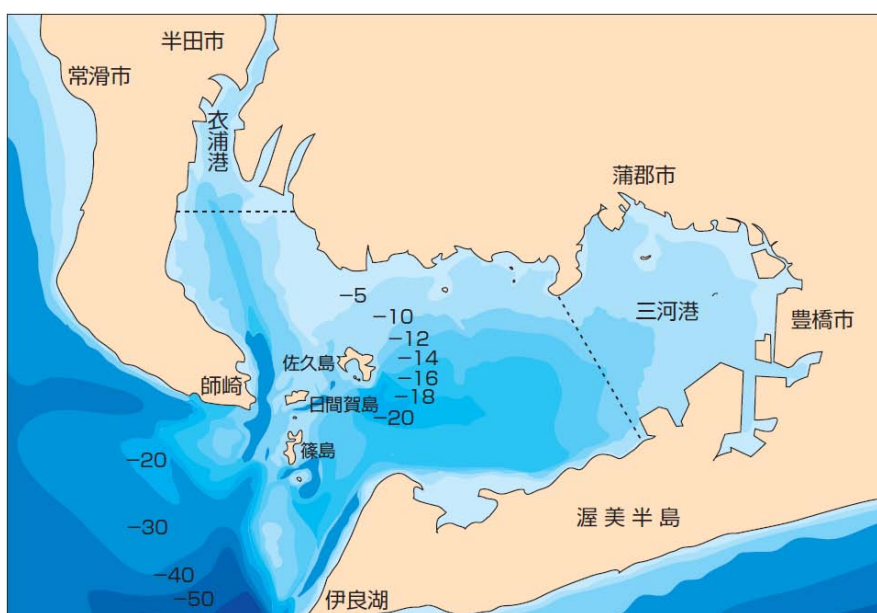 半田市
常滑市
衣浦港
蒲郡市
三河港
豊橋市
−5
−10
−12
−14
−16
−18
−20
佐久島
師崎
日間賀島
篠島
−20
−30
−40
−50
渥美半島
伊良湖